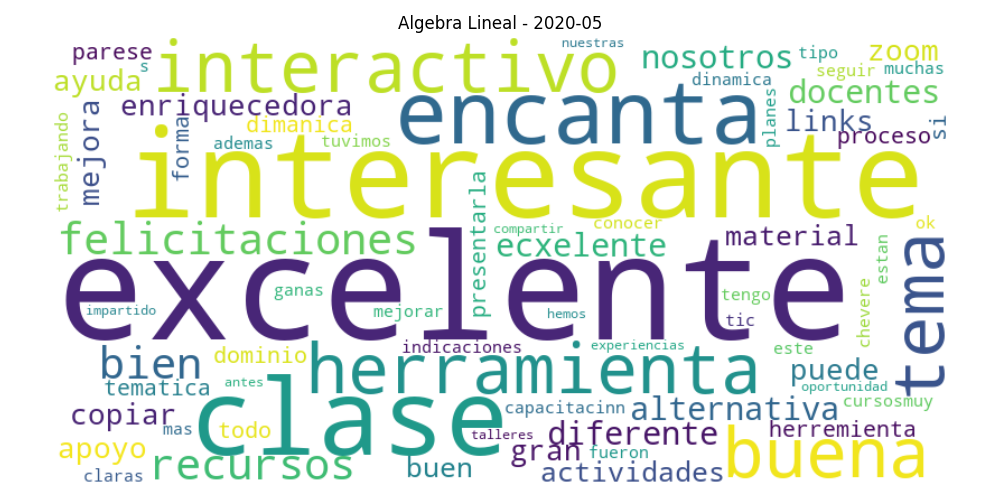 Algebra Lineal - 2020-05
parese
s
interactivo
nuestras
nosotros
tipo
zoom
ayuda
dinamica
seguir
muchas
enriquecedora
encanta
docentes
trabajando
mejora
forma
dimanica
ademas
tuvimos
planes
links
proceso
si
interesante
felicitaciones
presentarla
compartir
ecxelente
conocer
material
ok
excelente
impartido
ganas
mejorar
hemos
tengo
tic
chevere
estan
tema
bien
dominio
indicaciones
experiencias
este
puede
tematica
antes
herramienta
oportunidad
copiar
mas
todo
clase
capacitacinn
alternativa
cursosmuy
apoyo
talleres
diferente
herremienta
claras
recursos
buen
gran
fueron
actividades
buena